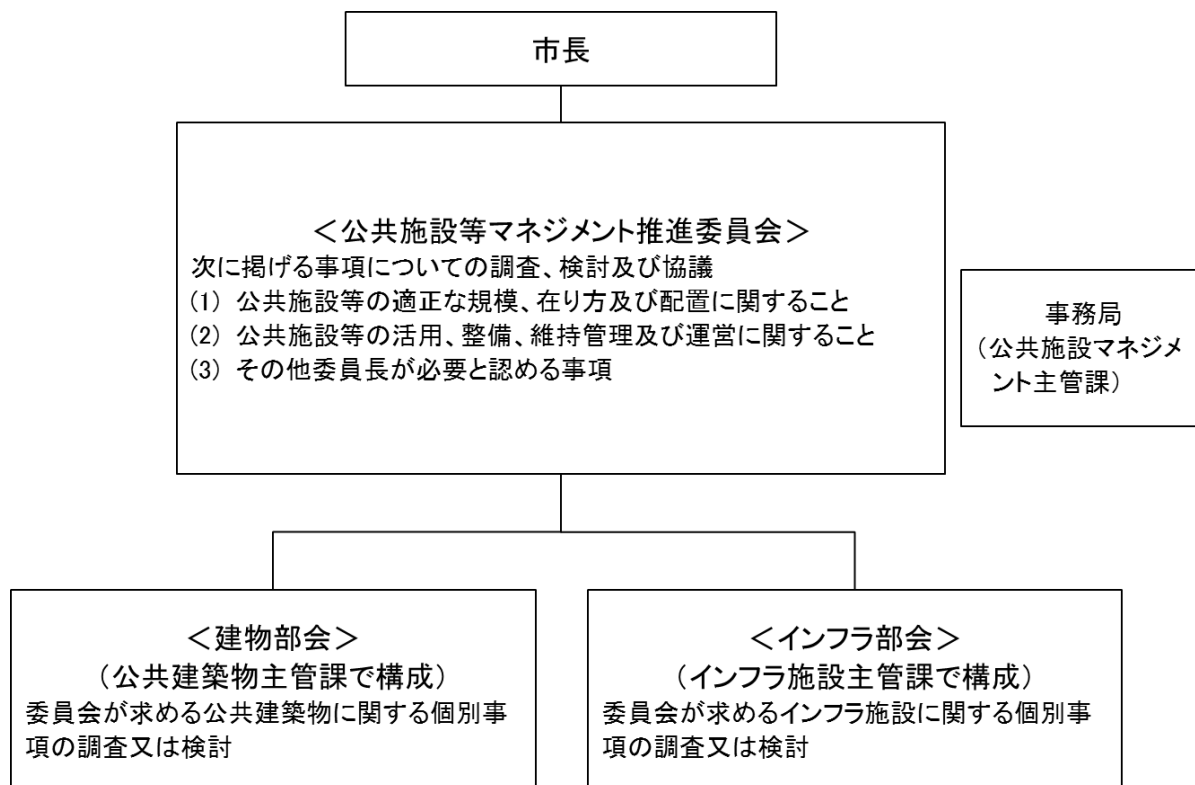 市長
＜公共施設等マネジメント推進委員会＞
次に掲げる事項についての調査、検討及び協議
(1) 公共施設等の適正な規模、在り方及び配置に関すること
(2) 公共施設等の活用、整備、維持管理及び運営に関すること
(3) その他委員長が必要と認める事項
事務局
（公共施設マネジメ
ント主管課）
＜建物部会＞
（公共建築物主管課で構成）
委員会が求める公共建築物に関する個別事
項の調査又は検討
＜インフラ部会＞
（インフラ施設主管課で構成）
委員会が求めるインフラ施設に関する個別事
項の調査又は検討